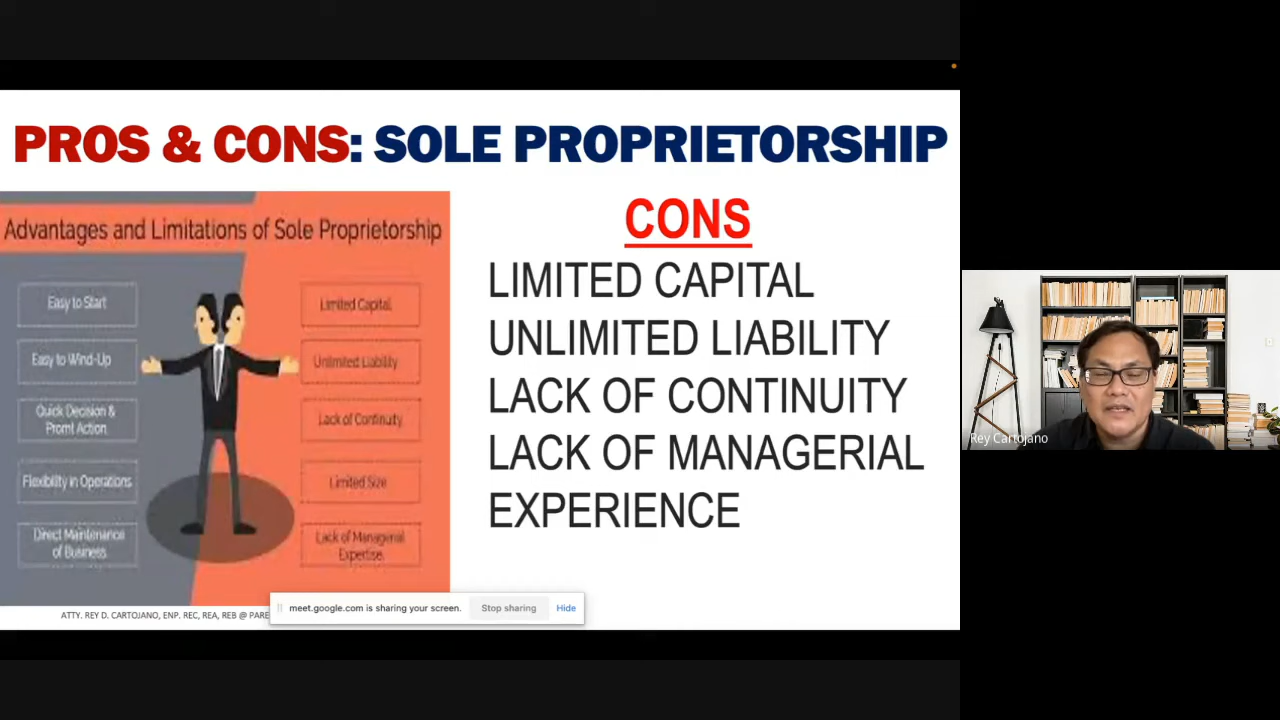 PROS & CONS: SOLE PROPRIETORSHIP
Advantages and Limitations of Sole Proprietorship
Easy to Start
Easy to Wind-Up
Quick Decision &
Promt Action
Flexibility in Operations
Direct Maintenance
of Business
Limited Capital
Unlimited Liability
Lack of Continuity
Limited Size
Lack of Managerial
Expertise
CONS
LIMITED CAPITAL
UNLIMITED LIABILITY
LACK OF CONTINUITY
LACK OF MANAGERIAL
EXPERIENCE
ATTY. REY D. CARTOJANO, ENP. REC, REA, REB @ PARE
meet.google.com is sharing your screen.
Stop sharing
Hide
Rey Cartojano